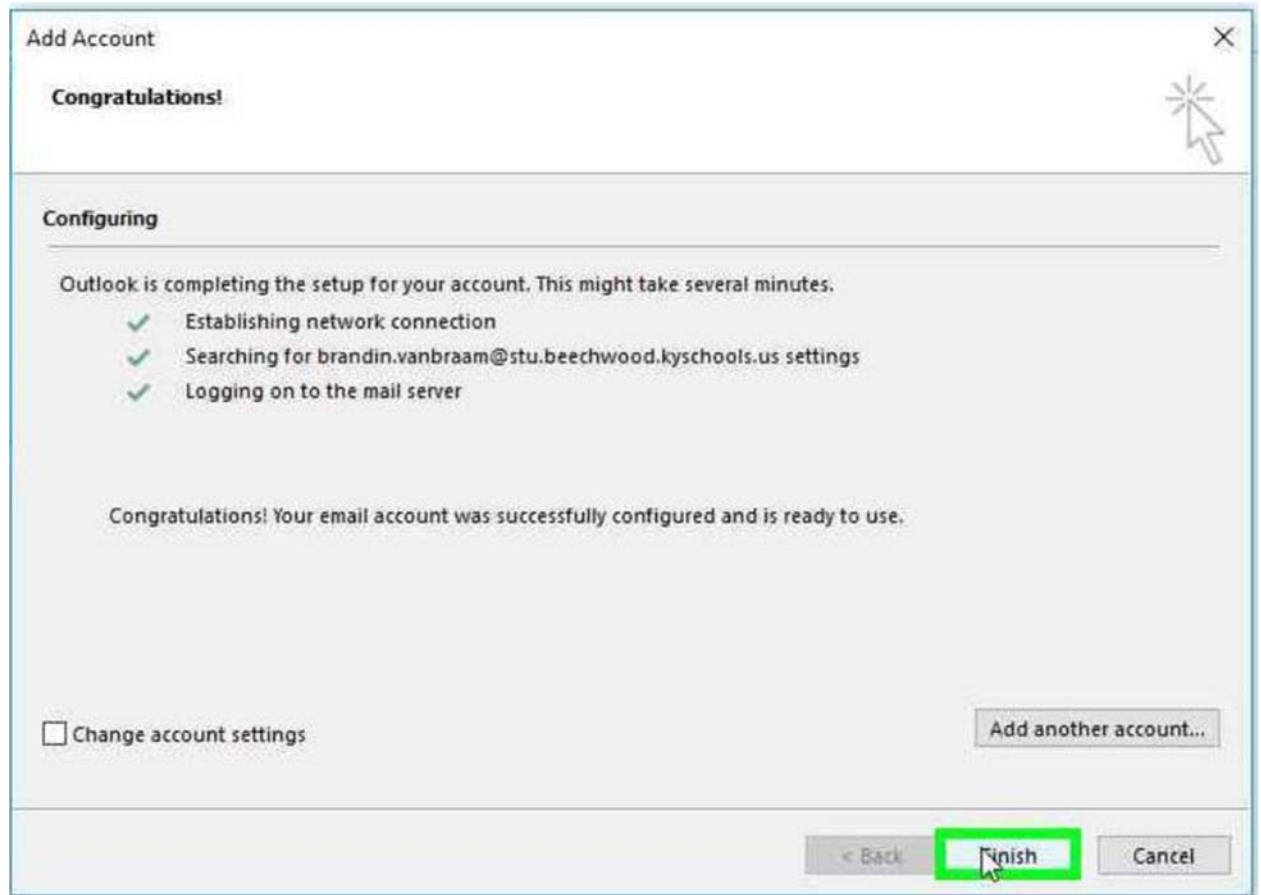 Add Account
Congratulations!
Configuring
Outlook is completing the setup for your account. This might take several minutes.
Establishing network connection
Searching for brandin.vanbraam@stu.beechwood.kyschools.us settings
Logging on to the mail server
Congratulations! Your email account was successfully configured and is ready to use.
Change account settings
Add another account...
< Back Finish Cancel